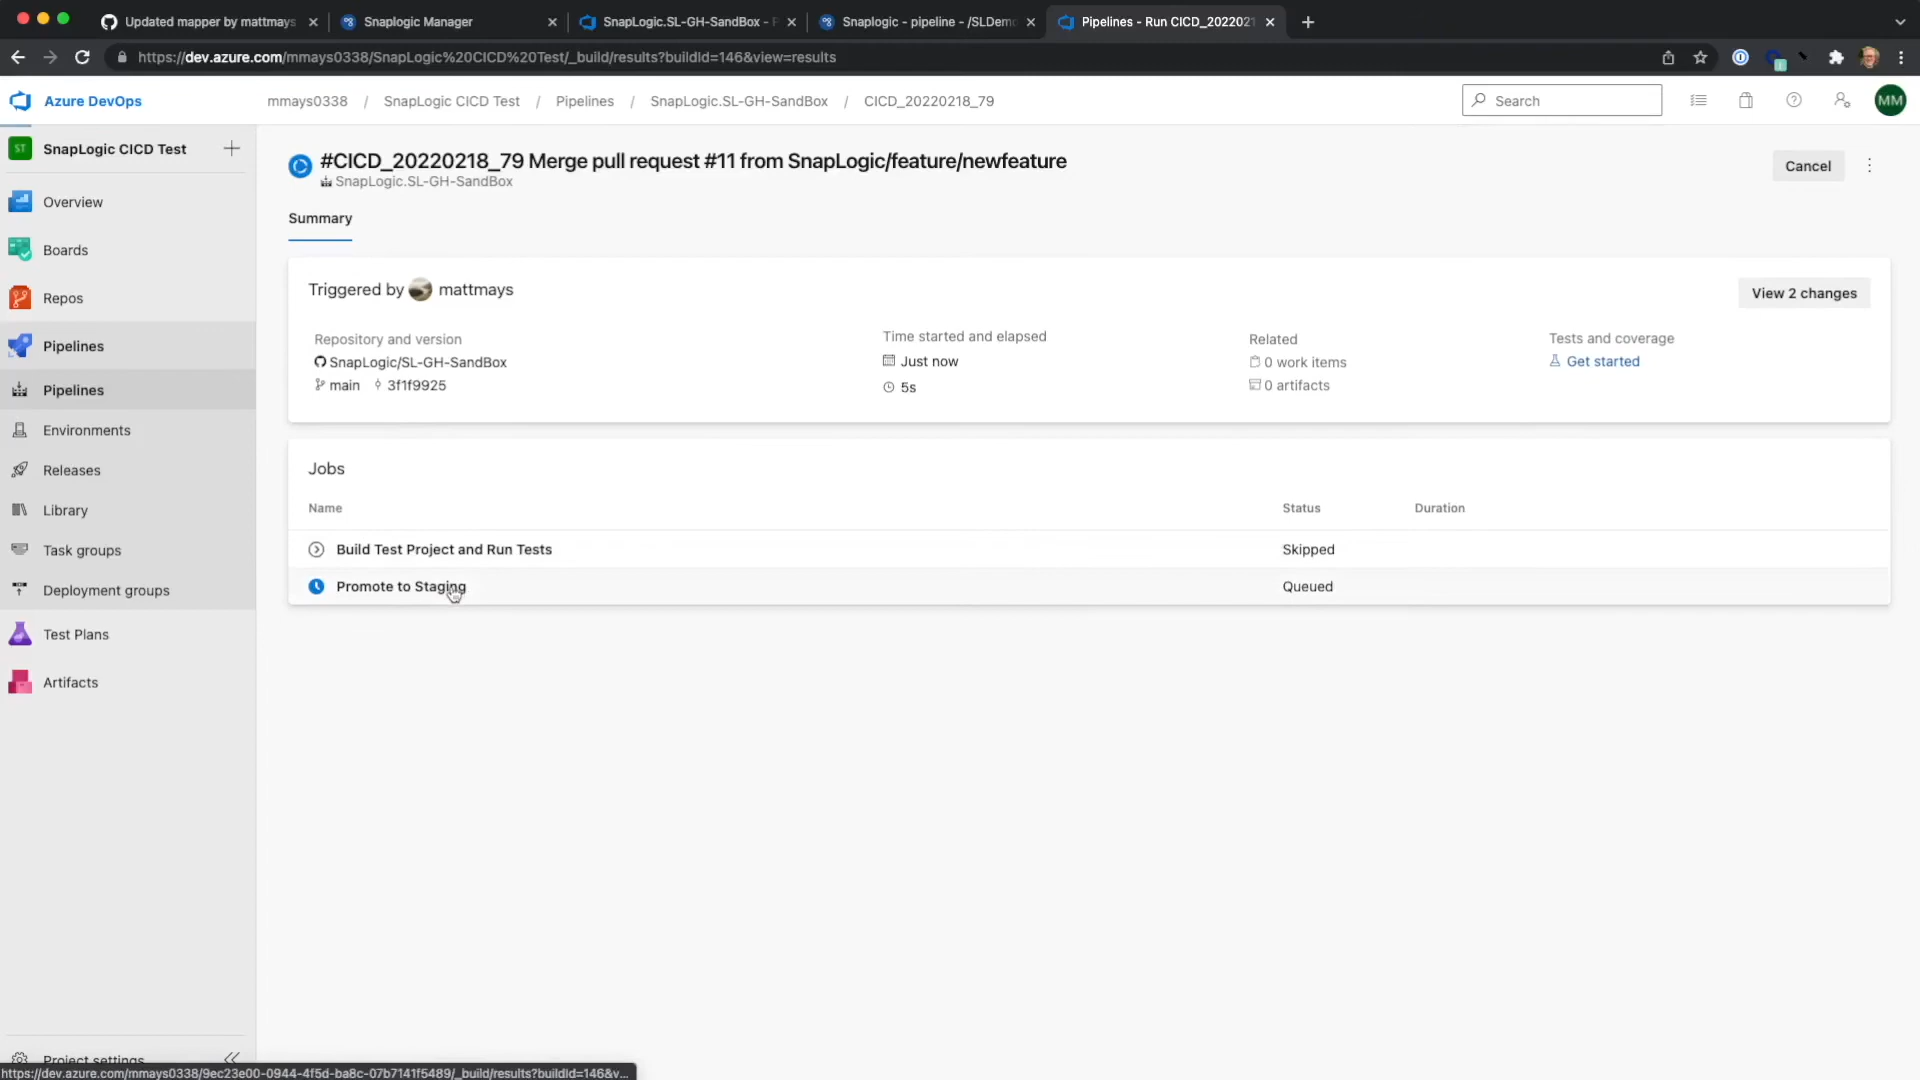 Updated mapper by mattmays
Snaplogic Manager
SnapLogic.SL-GH-SandBox - P
Snaplogic - pipeline - /SLDemo
Pipelines - Run CICD_2022021
https://dev.azure.com/mmays0338/SnapLogic%20CICD%20Test/_build/results?buildId=146&view=results
Azure DevOps
mmays0338 / SnapLogic CICD Test / Pipelines / SnapLogic.SL-GH-SandBox / CICD_20220218_79
Search
MM
ST SnapLogic CICD Test
Overview
Boards
Repos
Pipelines
Pipelines
Environments
Releases
Library
Task groups
Deployment groups
Test Plans
Artifacts
Project settings
#CICD_20220218_79 Merge pull request #11 from SnapLogic/feature/newfeature
SnapLogic.SL-GH-SandBox
Cancel
Summary
Triggered by mattmays
View 2 changes
Repository and version
SnapLogic/SL-GH-SandBox
main 3f1f9925
Time started and elapsed
Just now
5s
Related
0 work items
0 artifacts
Tests and coverage
Get started
Jobs
Name Status Duration
Build Test Project and Run Tests Skipped
Promote to Staging Queued
https://dev.azure.com/mmays0338/9ec23e00-0944-4f5d-ba8c-07b7141f5489/_build/results?buildId=146&v...